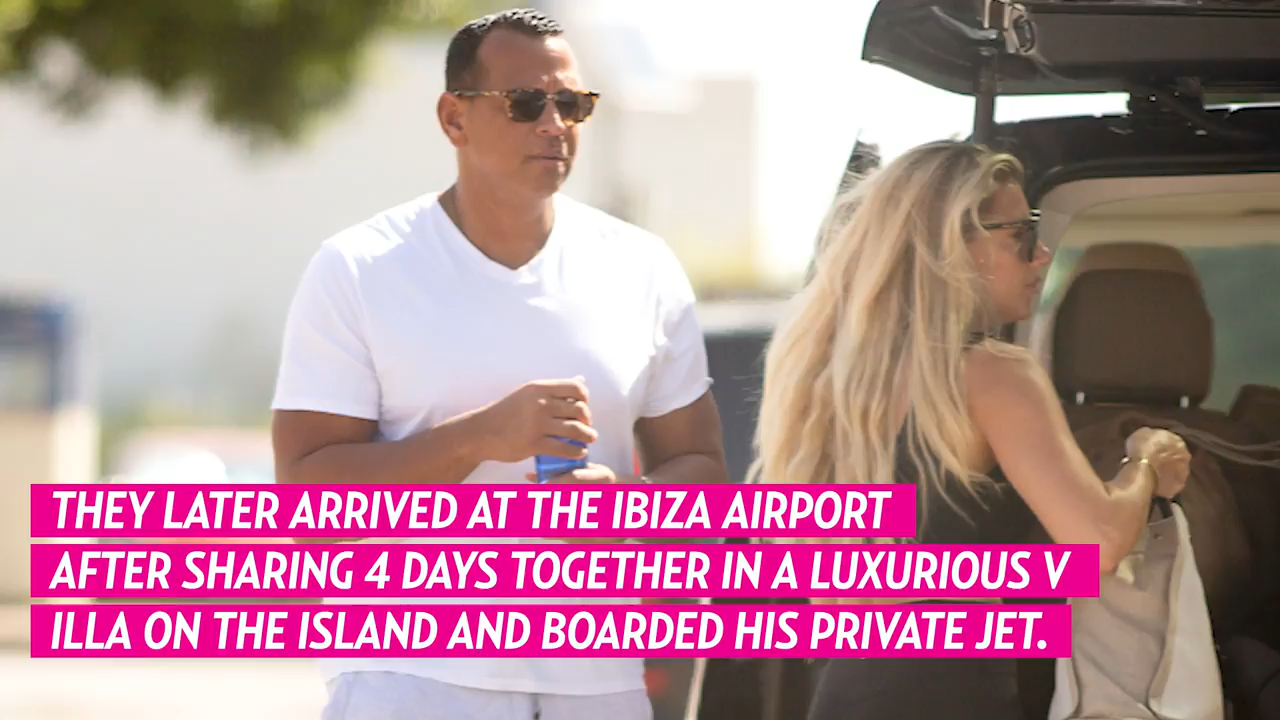 THEY LATER ARRIVED AT THE IBIZA AIRPORT
AFTER SHARING 4 DAYS TOGETHER IN A LUXURIOUS V
ILLA ON THE ISLAND AND BOARDED HIS PRIVATE JET.